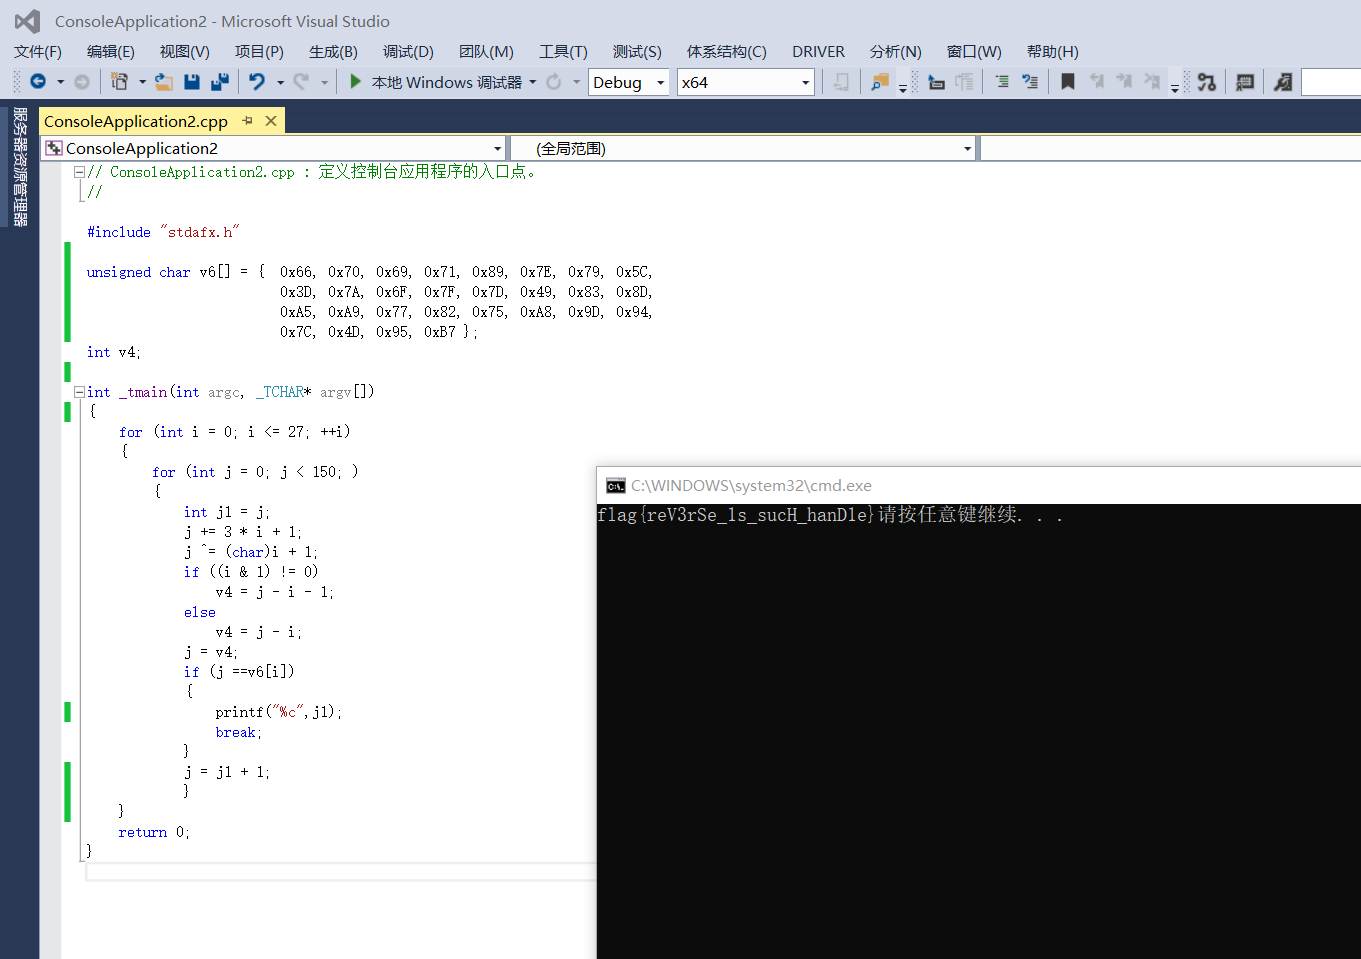 ConsoleApplication2 - Microsoft Visual Studio
文件(F) 编辑(E) 视图(V) 项目(P) 生成(B) 调试(D) 团队(M) 工具(T) 测试(S) 体系结构(C) DRIVER 分析(N) 窗口(W) 帮助(H)
本地 Windows 调试器 Debug x64
服务器资源管理器
ConsoleApplication2.cpp
ConsoleApplication2 (全局范围)
// ConsoleApplication2.cpp : 定义控制台应用程序的入口点。
//
#include "stdafx.h"
unsigned char v6[] = { 0x66, 0x70, 0x69, 0x71, 0x89, 0x7E, 0x79, 0x5C,
0x3D, 0x7A, 0x6F, 0x7F, 0x7D, 0x49, 0x83, 0x8D,
0xA5, 0xA9, 0x77, 0x82, 0x75, 0xA8, 0x9D, 0x94,
0x7C, 0x4D, 0x95, 0xB7 };
int v4;
int _tmain(int argc, _TCHAR* argv[])
{
for (int i = 0; i <= 27; ++i)
{
for (int j = 0; j < 150; )
{
int j1 = j;
j += 3 * i + 1;
j ^= (char)i + 1;
if ((i & 1) != 0)
v4 = j - i - 1;
else
v4 = j - i;
j = v4;
if (j ==v6[i])
{
printf("%c",j1);
break;
}
j = j1 + 1;
}
}
return 0;
}
C:\WINDOWS\system32\cmd.exe
flag{reV3rSe_1s_sucH_hanD1e}请按任意键继续. . .